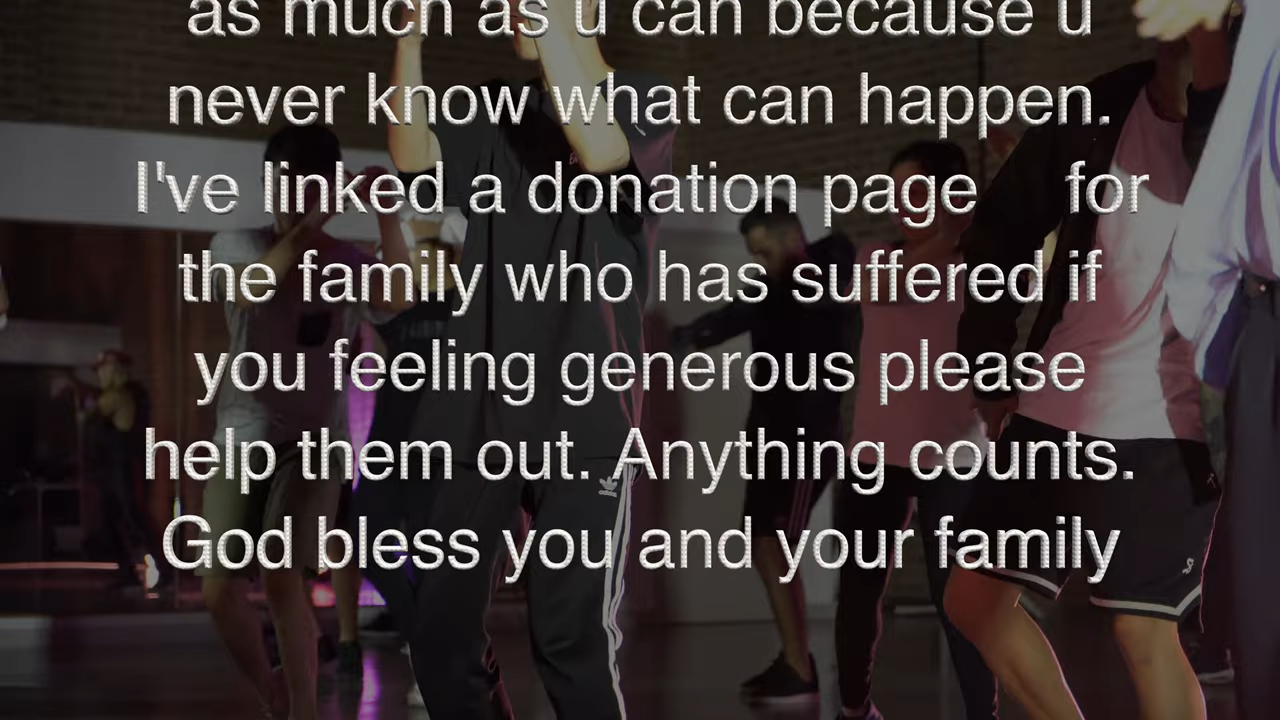 as much as u can because u
never know what can happen.
I've linked a donation page for
the family who has suffered if
you feeling generous please
help them out. Anything counts.
God bless you and your family
adidas